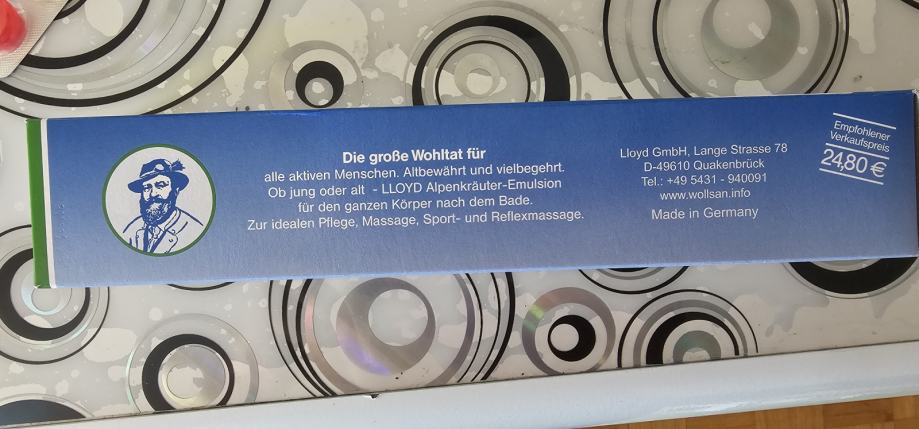 Die große Wohltat für
alle aktiven Menschen. Altbewährt und vielbegehrt.
Ob jung oder alt - LLOYD Alpenkräuter-Emulsion
für den ganzen Körper nach dem Bade.
Zur idealen Pflege, Massage, Sport- und Reflexmassage.
Lloyd GmbH, Lange Strasse 78
D-49610 Quakenbrück
Tel.: +49 5431 - 940091
www.wollsan.info
Made in Germany
Empfohlener
Verkaufspreis
24,80 €